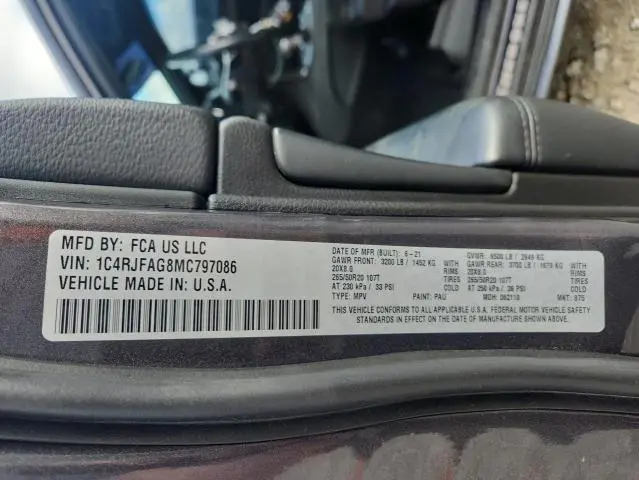 MFD BY: FCA US LLC
VIN: 1C4RJFAG8MC797086
VEHICLE MADE IN: U.S.A.
DATE OF MFR (BUILT): 6-21
GAWR FRONT: 3200 LB / 1452 KG WITH
20X8.0 RIMS
265/50R20 107T TIRES
AT 230 kPa / 33 PSI COLD
TYPE: MPV PAINT: PAU
GVWR: 6500 LB / 2949 KG
GAWR REAR: 3700 LB / 1679 KG WITH
20X8.0 RIMS
265/50R20 107T TIRES
AT 250 kPa / 36 PSI COLD
MDH: 062118 MKT: 875
THIS VEHICLE CONFORMS TO ALL APPLICABLE U.S.A. FEDERAL MOTOR VEHICLE SAFETY
STANDARDS IN EFFECT ON THE DATE OF MANUFACTURE SHOWN ABOVE.